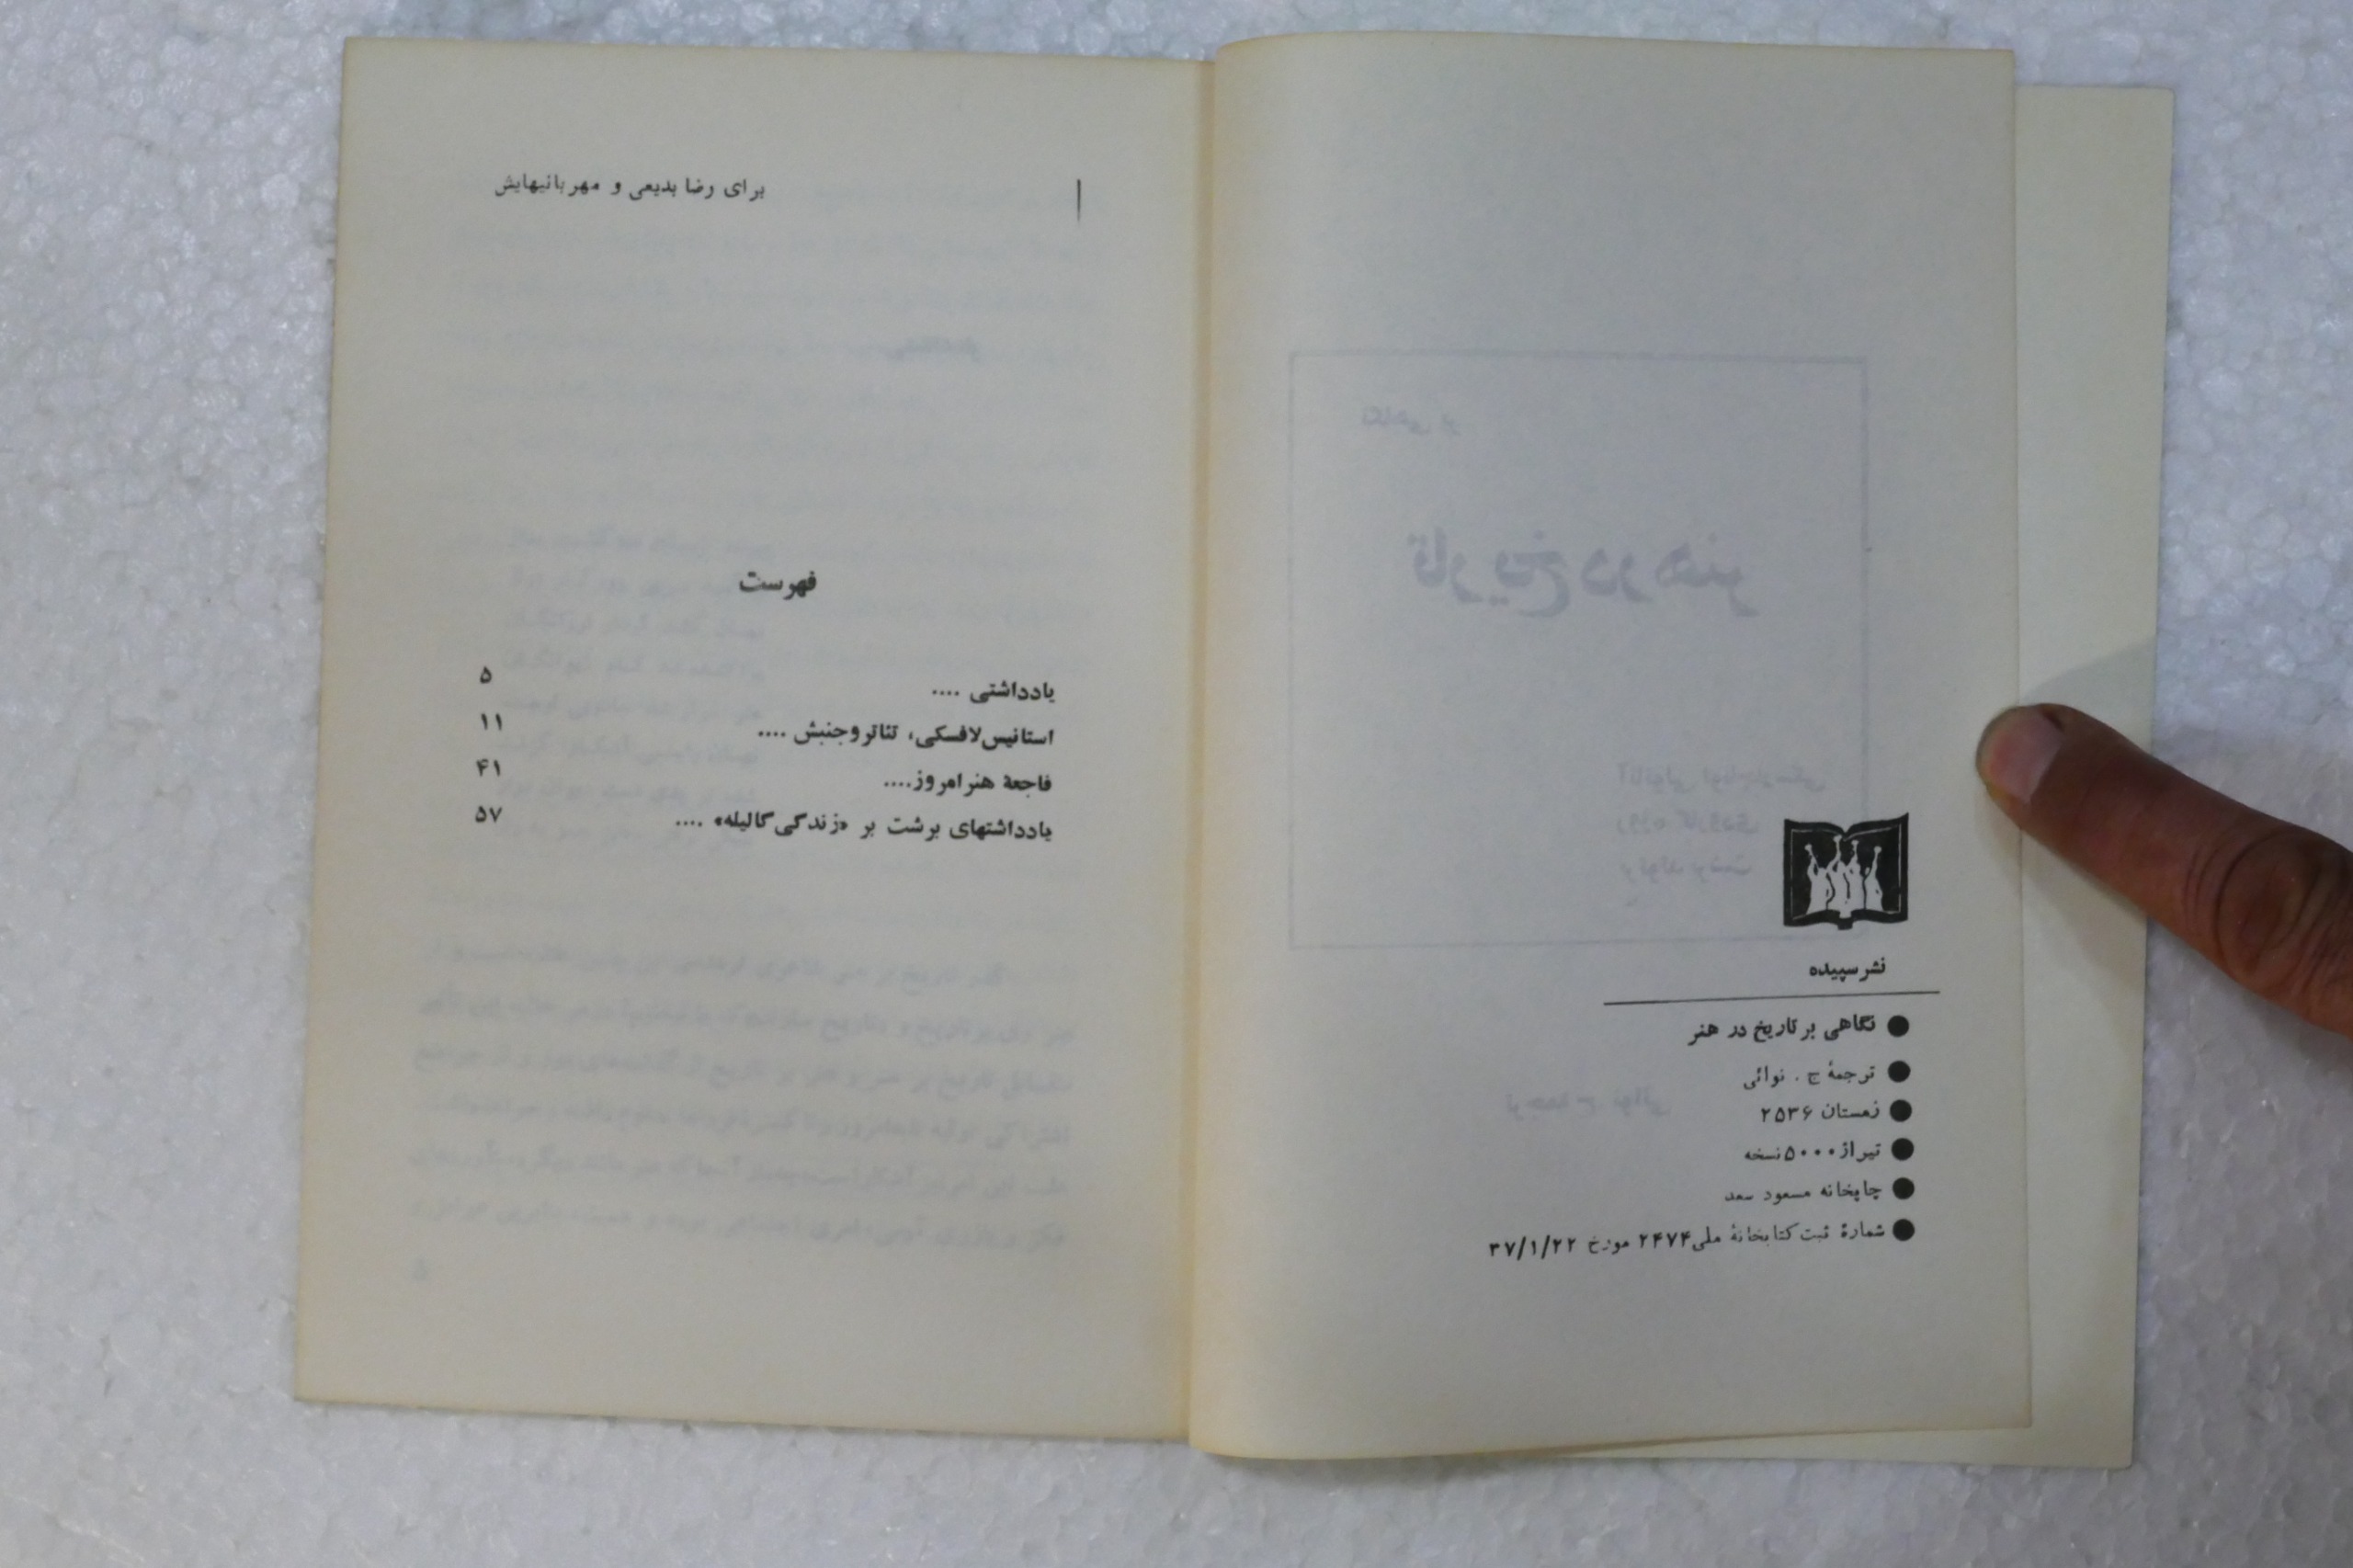 نشر سپیده
نگاهی بر تاریخ در هنر
ترجمهٔ ج . نوائی
زمستان ۲۵۳۶
تیراژ ۵۰۰۰ نسخه
چاپخانه مسعود سعد
شمارهٔ ثبت کتابخانهٔ ملی ۲۴۷۴ مورخ ۳۷/۱/۲۲
برای رضا بدیعی و مهربانیهایش
فهرست
یادداشتی .... ۵
استانیس‌لافسکی، تئاتر و جنبش .... ۱۱
فاجعهٔ هنر امروز .... ۴۱
یادداشتهای برشت بر «زندگی گالیله» .... ۵۷